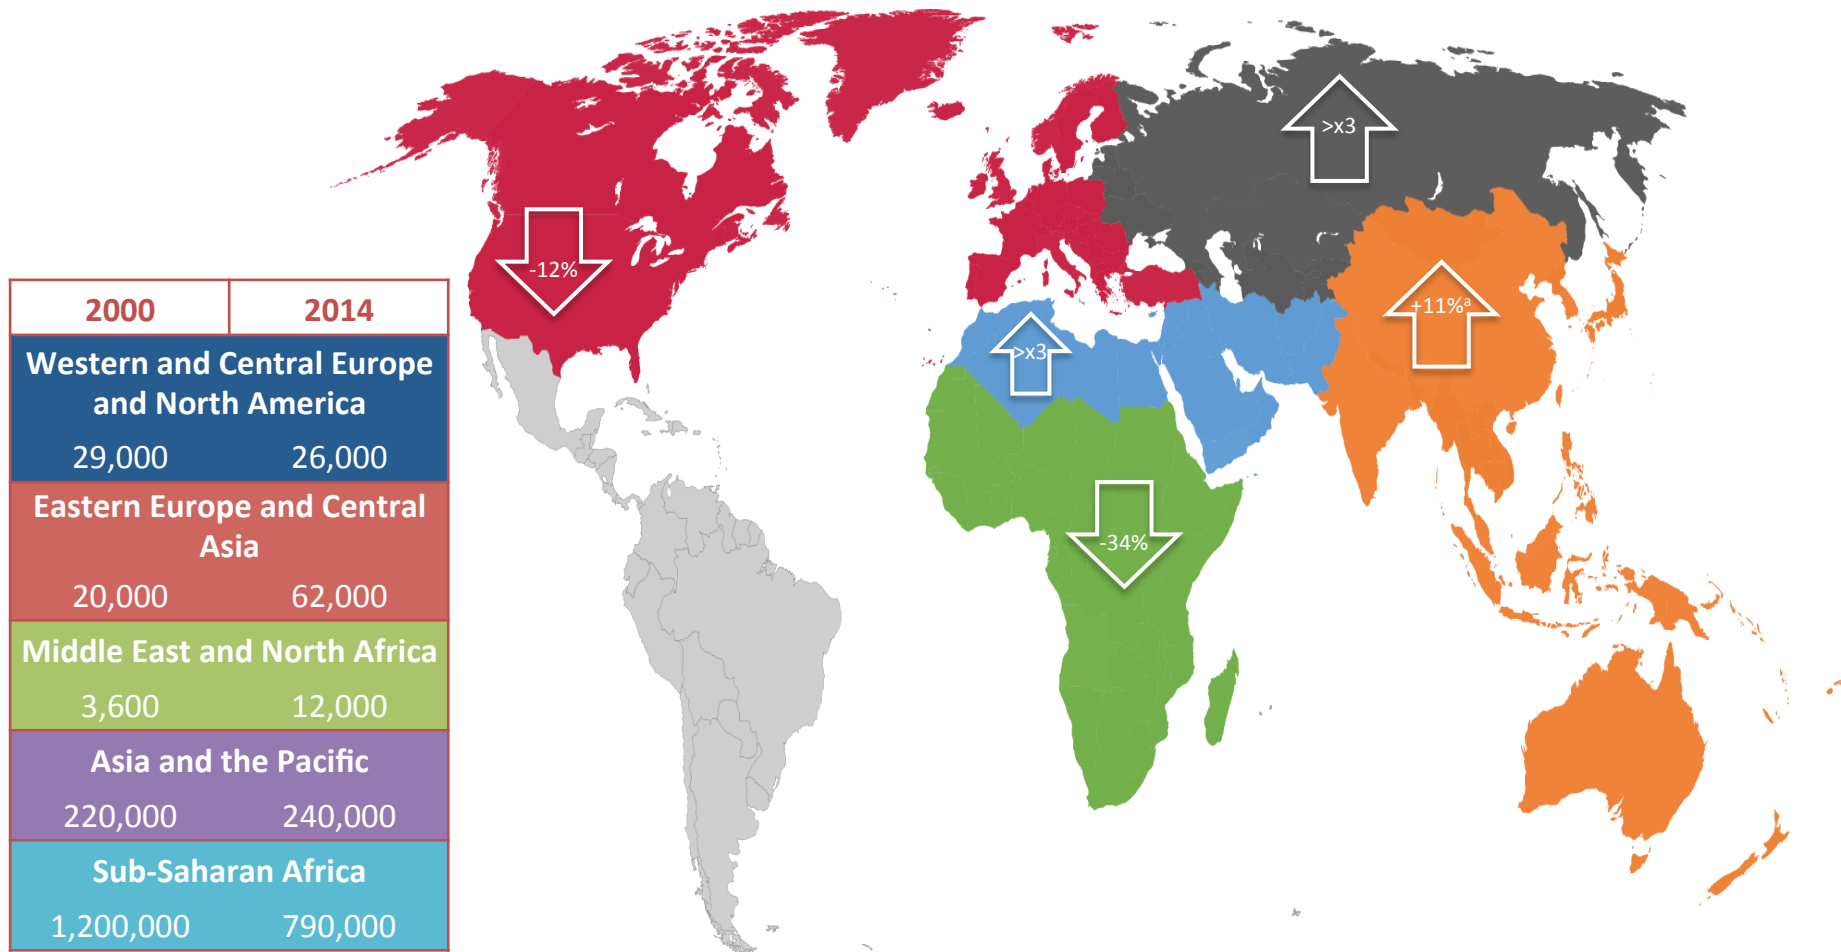 2000 2014
Western and Central Europe
and North America
29,000 26,000
Eastern Europe and Central
Asia
20,000 62,000
Middle East and North Africa
3,600 12,000
Asia and the Pacific
220,000 240,000
Sub-Saharan Africa
1,200,000 790,000
-12%
>x3
>x3
+11%ᵃ
-34%